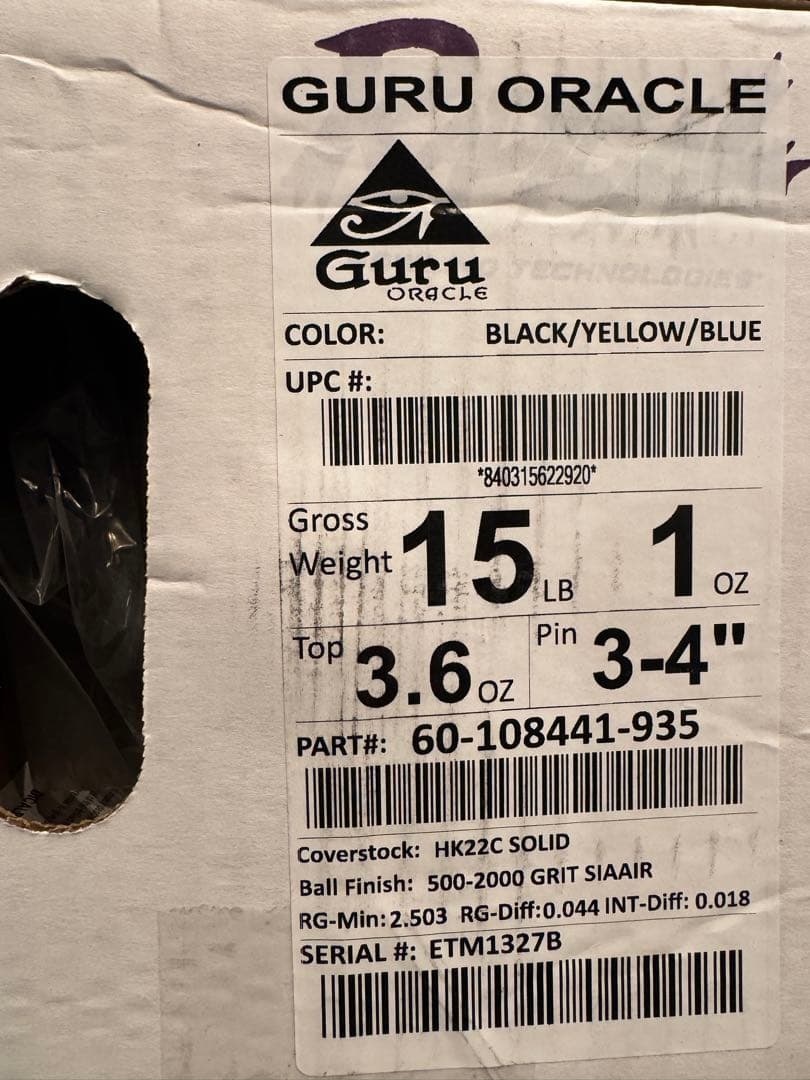 GURU ORACLE
Guru
ORACLE
TECHNOLOGIES
COLOR: BLACK/YELLOW/BLUE
UPC #:
*840315622920*
Gross Weight 15 LB 1 OZ
Top 3.6 OZ Pin 3-4"
PART#: 60-108441-935
Coverstock: HK22C SOLID
Ball Finish: 500-2000 GRIT SIAAIR
RG-Min: 2.503 RG-Diff: 0.044 INT-Diff: 0.018
SERIAL #: ETM1327B